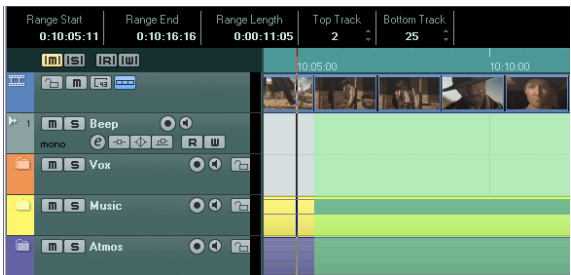 Range Start Range End Range Length Top Track Bottom Track
0:10:05:11 0:10:16:16 0:00:11:05 2 25
m S R W
10:05:00 10:10:00
m L43
1 m S Beep
mono e R W
m S Vox
m S Music
m S Atmos